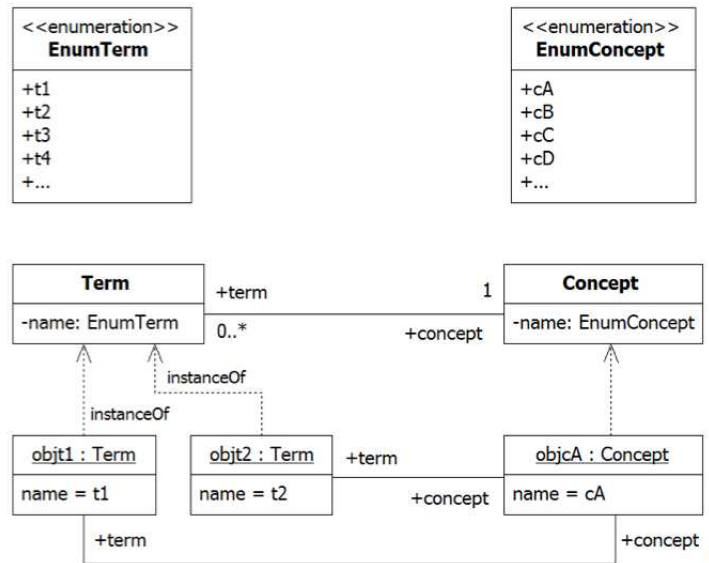 <<enumeration>>
EnumTerm
+t1
+t2
+t3
+t4
+...
<<enumeration>>
EnumConcept
+cA
+cB
+cC
+cD
+...
Term
-name: EnumTerm
+term
0..*
1
+concept
Concept
-name: EnumConcept
instanceOf
instanceOf
objt1 : Term
name = t1
objt2 : Term
name = t2
+term
+concept
objcA : Concept
name = cA
+term
+concept